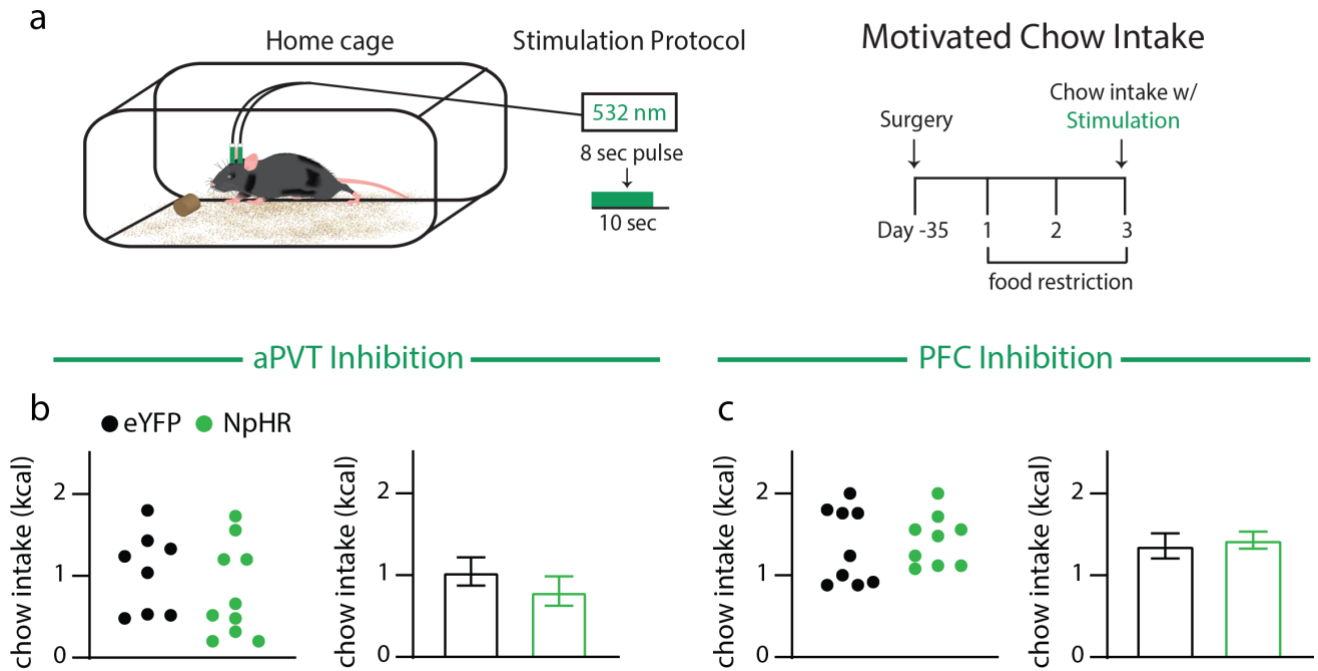 a
Home cage
Stimulation Protocol
532 nm
8 sec pulse
10 sec
Motivated Chow Intake
Surgery
Chow intake w/
Stimulation
Day -35
1
2
3
food restriction
aPVT Inhibition
PFC Inhibition
b
eYFP
NpHR
chow intake (kcal)
2
1
0
chow intake (kcal)
2
1
0
c
chow intake (kcal)
2
1
0
chow intake (kcal)
2
1
0